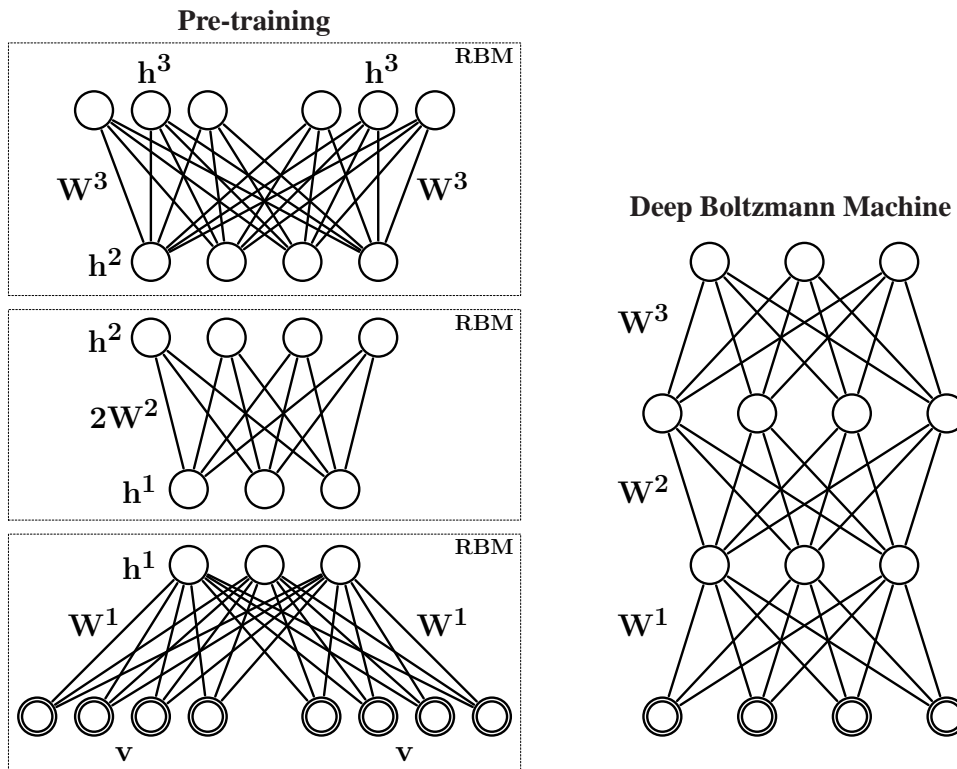 Pre-training
RBM
h³ h³
W³ W³
h²
RBM
h²
2W²
h¹
RBM
h¹
W¹ W¹
v v
Deep Boltzmann Machine
W³
W²
W¹